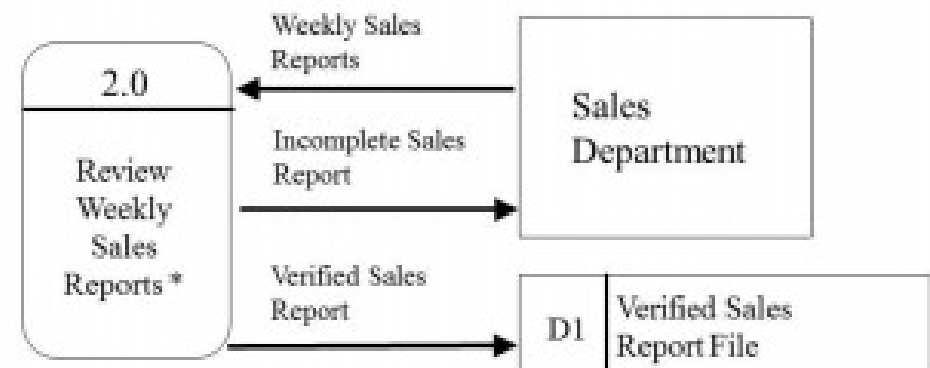 2.0
Review
Weekly
Sales
Reports *
Weekly Sales
Reports
Incomplete Sales
Report
Verified Sales
Report
Sales
Department
D1
Verified Sales
Report File